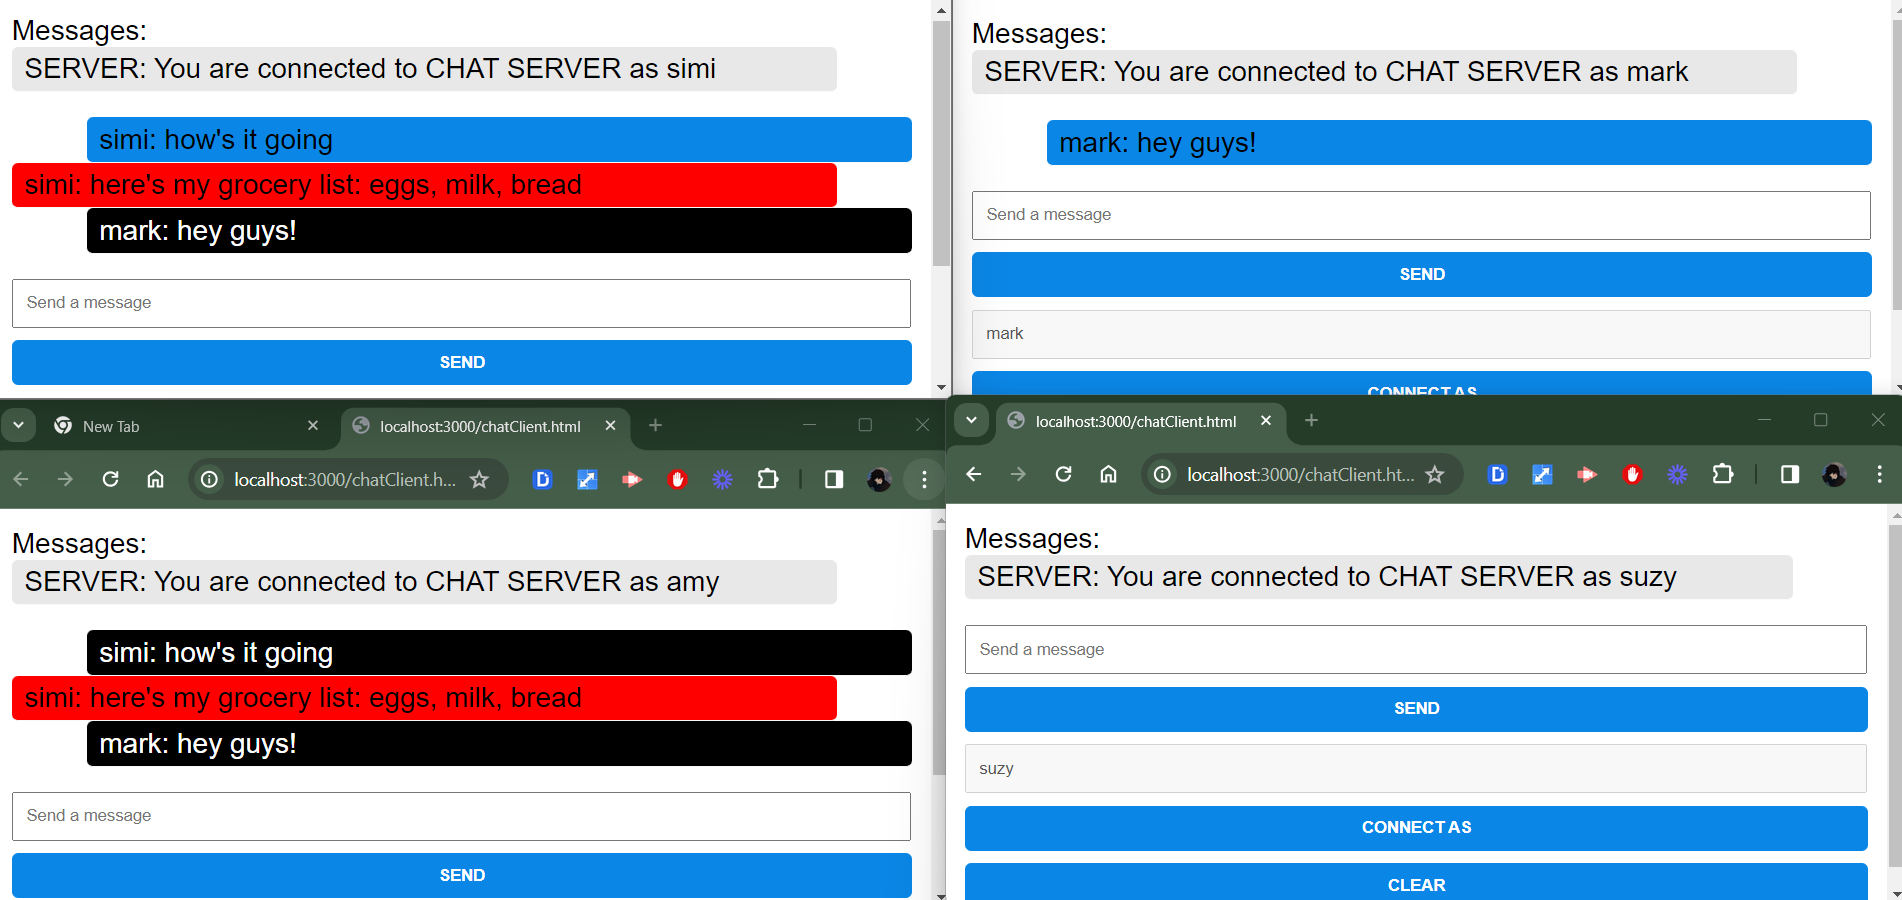 Messages:
SERVER: You are connected to CHAT SERVER as simi
simi: how's it going
simi: here's my grocery list: eggs, milk, bread
mark: hey guys!
Send a message
SEND
Messages:
SERVER: You are connected to CHAT SERVER as mark
mark: hey guys!
Send a message
SEND
mark
CONNECT AS
New Tab
localhost:3000/chatClient.html
localhost:3000/chatClient.h...
Messages:
SERVER: You are connected to CHAT SERVER as amy
simi: how's it going
simi: here's my grocery list: eggs, milk, bread
mark: hey guys!
Send a message
SEND
localhost:3000/chatClient.html
localhost:3000/chatClient.ht...
Messages:
SERVER: You are connected to CHAT SERVER as suzy
Send a message
SEND
suzy
CONNECT AS
CLEAR